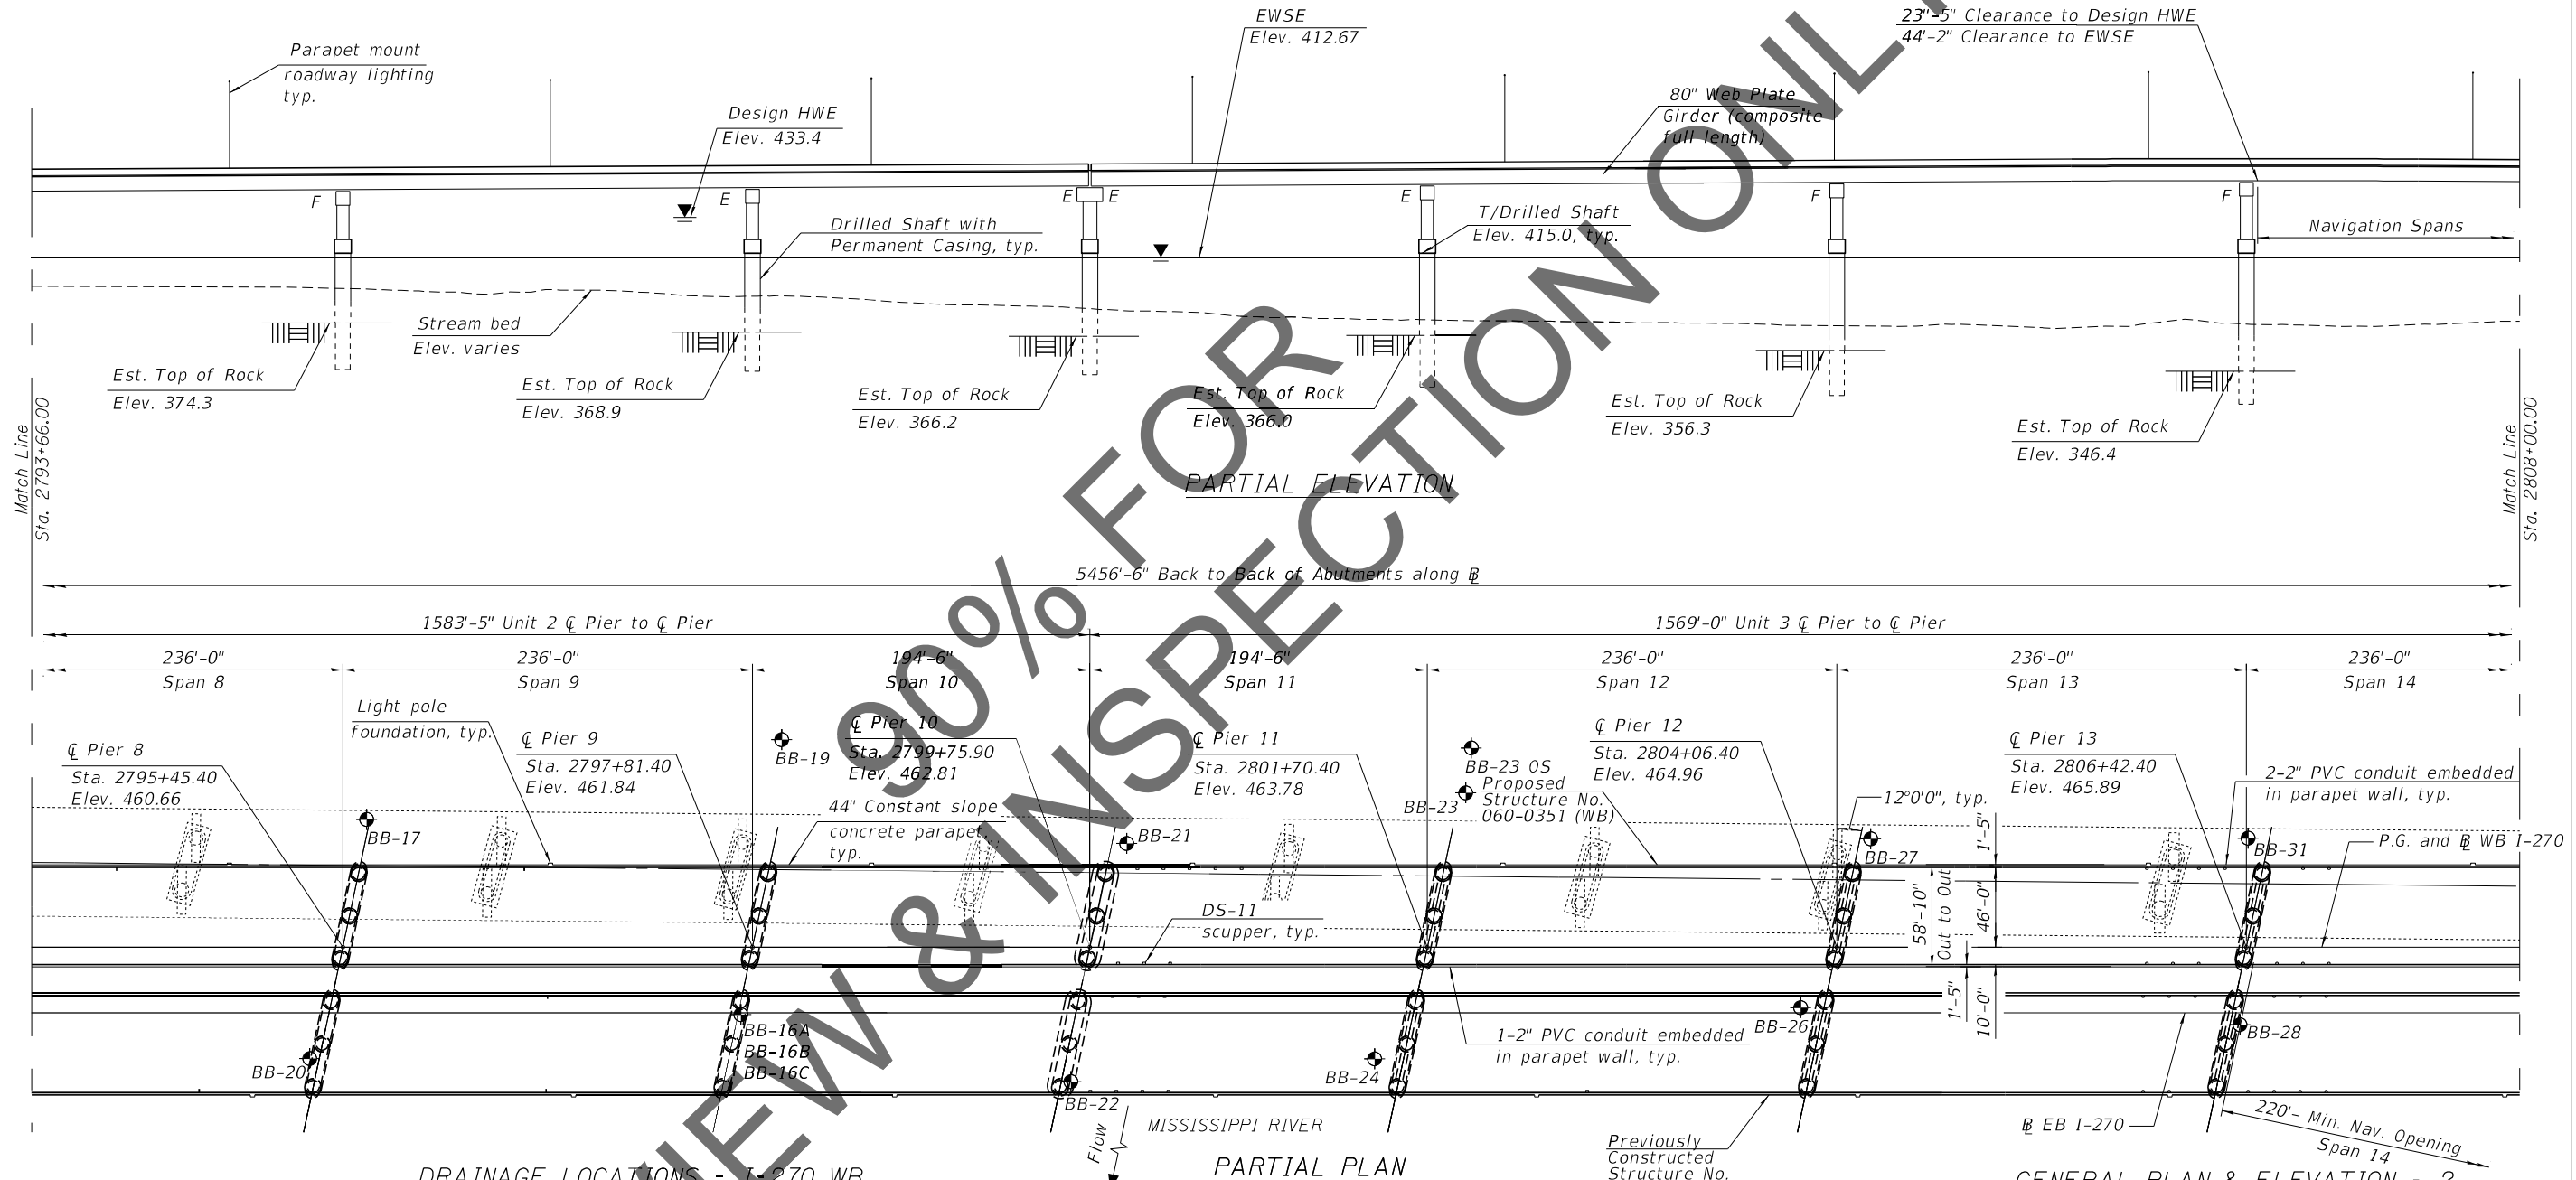 EWSE
Elev. 412.67
23'-5" Clearance to Design HWE
44'-2" Clearance to EWSE
Parapet mount
roadway lighting
typ.
Design HWE
Elev. 433.4
80" Web Plate
Girder (composite
full length)
F
E
E
E
E
F
F
Drilled Shaft with
Permanent Casing, typ.
T/Drilled Shaft
Elev. 415.0, typ.
Navigation Spans
Stream bed
Elev. varies
Est. Top of Rock
Elev. 374.3
Est. Top of Rock
Elev. 368.9
Est. Top of Rock
Elev. 366.2
Est. Top of Rock
Elev. 366.0
Est. Top of Rock
Elev. 356.3
Est. Top of Rock
Elev. 346.4
Match Line
Sta. 2793+66.00
Match Line
Sta. 2808+00.00
PARTIAL ELEVATION
5456'-6" Back to Back of Abutments along ℄
1583'-5" Unit 2 ℄ Pier to ℄ Pier
1569'-0" Unit 3 ℄ Pier to ℄ Pier
236'-0"
Span 8
236'-0"
Span 9
194'-6"
Span 10
194'-6"
Span 11
236'-0"
Span 12
236'-0"
Span 13
236'-0"
Span 14
Light pole
foundation, typ.
℄ Pier 8
Sta. 2795+45.40
Elev. 460.66
℄ Pier 9
Sta. 2797+81.40
Elev. 461.84
BB-19
℄ Pier 10
Sta. 2799+75.90
Elev. 462.81
℄ Pier 11
Sta. 2801+70.40
Elev. 463.78
BB-23 OS
Proposed
Structure No.
060-0351 (WB)
BB-23
℄ Pier 12
Sta. 2804+06.40
Elev. 464.96
℄ Pier 13
Sta. 2806+42.40
Elev. 465.89
2-2" PVC conduit embedded
in parapet wall, typ.
12°0'0", typ.
44" Constant slope
concrete parapet,
typ.
BB-17
BB-21
BB-27
BB-31
P.G. and ℄ WB I-270
1'-5"
58'-10"
Out to Out
46'-0"
1'-5"
10'-0"
DS-11
scupper, typ.
BB-20
BB-16A
BB-16B
BB-16C
BB-22
BB-24
1-2" PVC conduit embedded
in parapet wall, typ.
BB-26
BB-28
Flow
MISSISSIPPI RIVER
PARTIAL PLAN
Previously
Constructed
Structure No.
℄ EB I-270
220'- Min. Nav. Opening
Span 14
DRAINAGE LOCATIONS - I-270 WB
GENERAL PLAN & ELEVATION - 2
90% FOR
VIEW & INSPECTION ONL